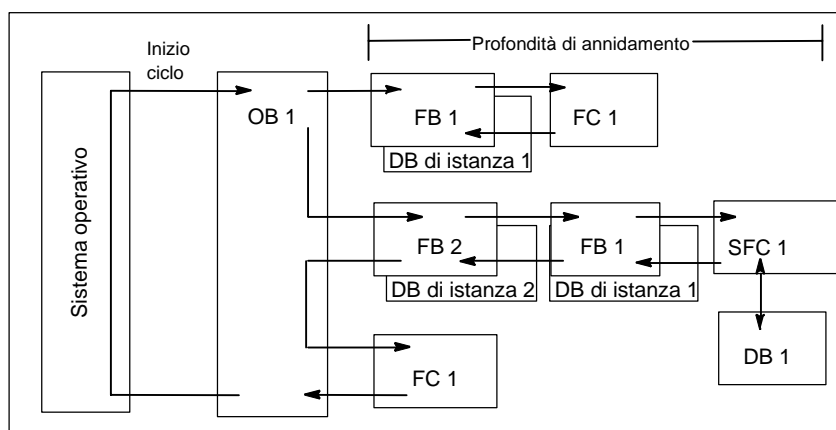 Inizio
ciclo
Profondità di annidamento
Sistema operativo
OB 1
FB 1
FC 1
DB di istanza 1
FB 2
FB 1
SFC 1
DB di istanza 2
DB di istanza 1
FC 1
DB 1